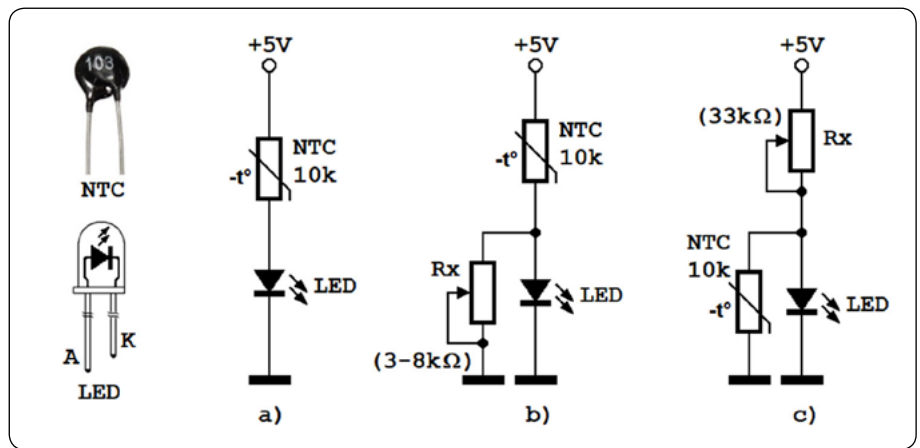 103
NTC
A
K
LED
+5V
NTC
10k
-t°
LED
a)
+5V
NTC
10k
-t°
Rx
LED
(3-8kΩ)
b)
+5V
(33kΩ)
Rx
NTC
10k
-t°
LED
c)